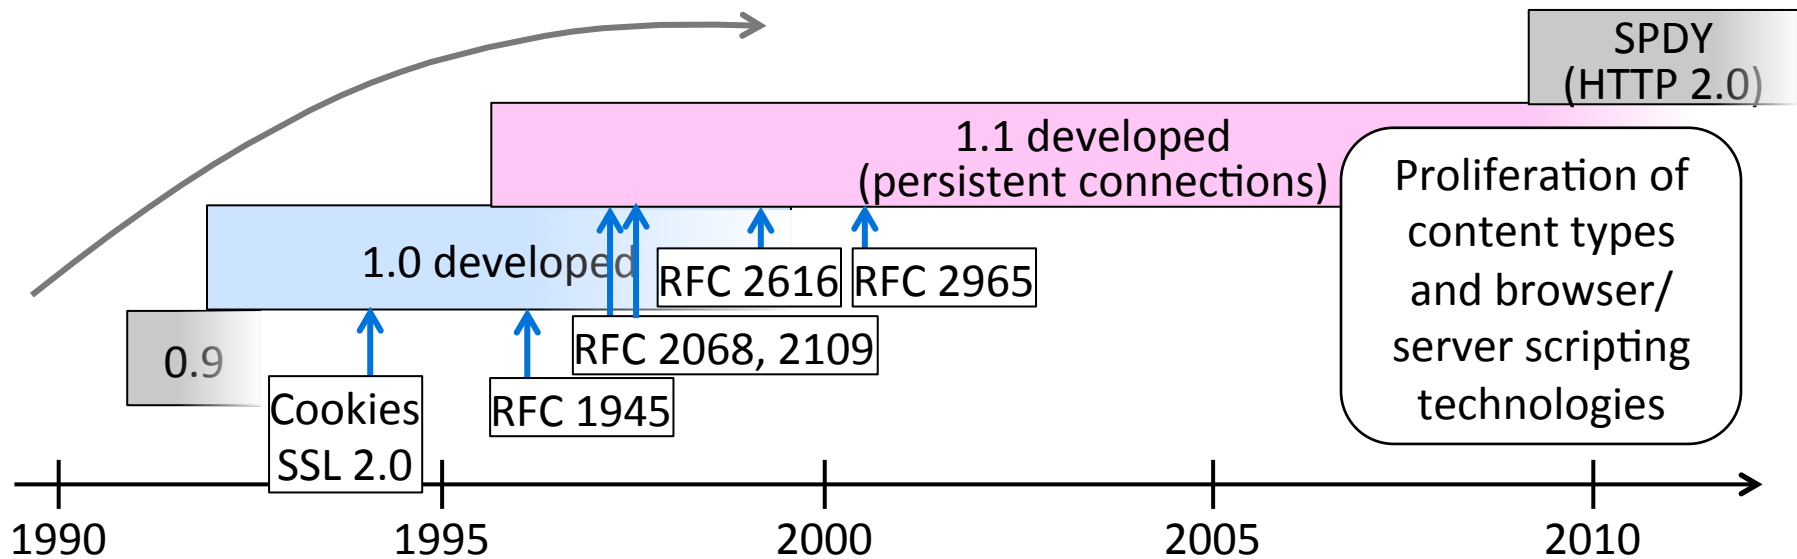 SPDY
(HTTP 2.0)
1.1 developed
(persistent connections)
Proliferation of
content types
and browser/
server scripting
technologies
1.0 developed
RFC 2616
RFC 2965
0.9
RFC 2068, 2109
Cookies
SSL 2.0
RFC 1945
1990
1995
2000
2005
2010